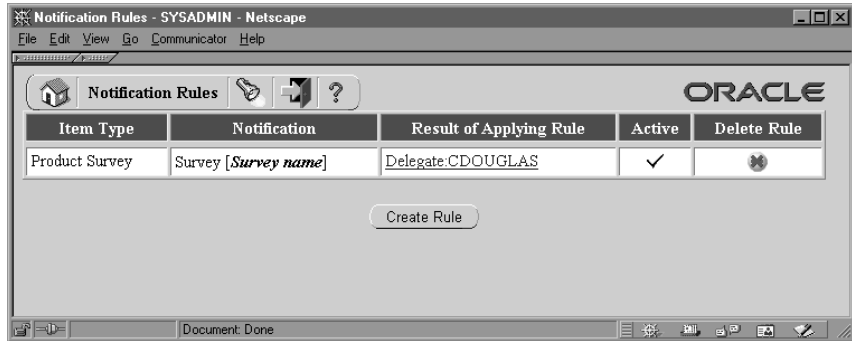 Notification Rules - SYSADMIN - Netscape
File Edit View Go Communicator Help
Notification Rules ?
ORACLE
Item Type Notification Result of Applying Rule Active Delete Rule
Product Survey Survey [Survey name] Delegate:CDOUGLAS
Create Rule
Document: Done